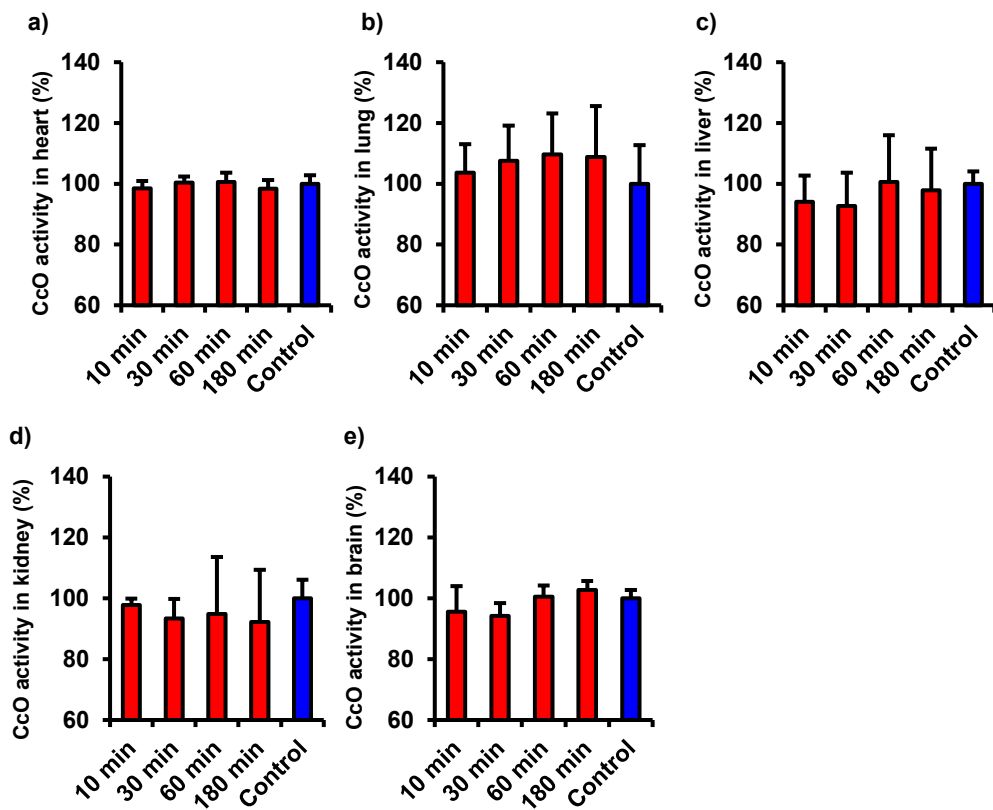 a)
CcO activity in heart (%)
140
120
100
80
60
10 min
30 min
60 min
180 min
Control
b)
CcO activity in lung (%)
140
120
100
80
60
10 min
30 min
60 min
180 min
Control
c)
CcO activity in liver (%)
140
120
100
80
60
10 min
30 min
60 min
180 min
Control
d)
CcO activity in kidney (%)
140
120
100
80
60
10 min
30 min
60 min
180 min
Control
e)
CcO activity in brain (%)
140
120
100
80
60
10 min
30 min
60 min
180 min
Control